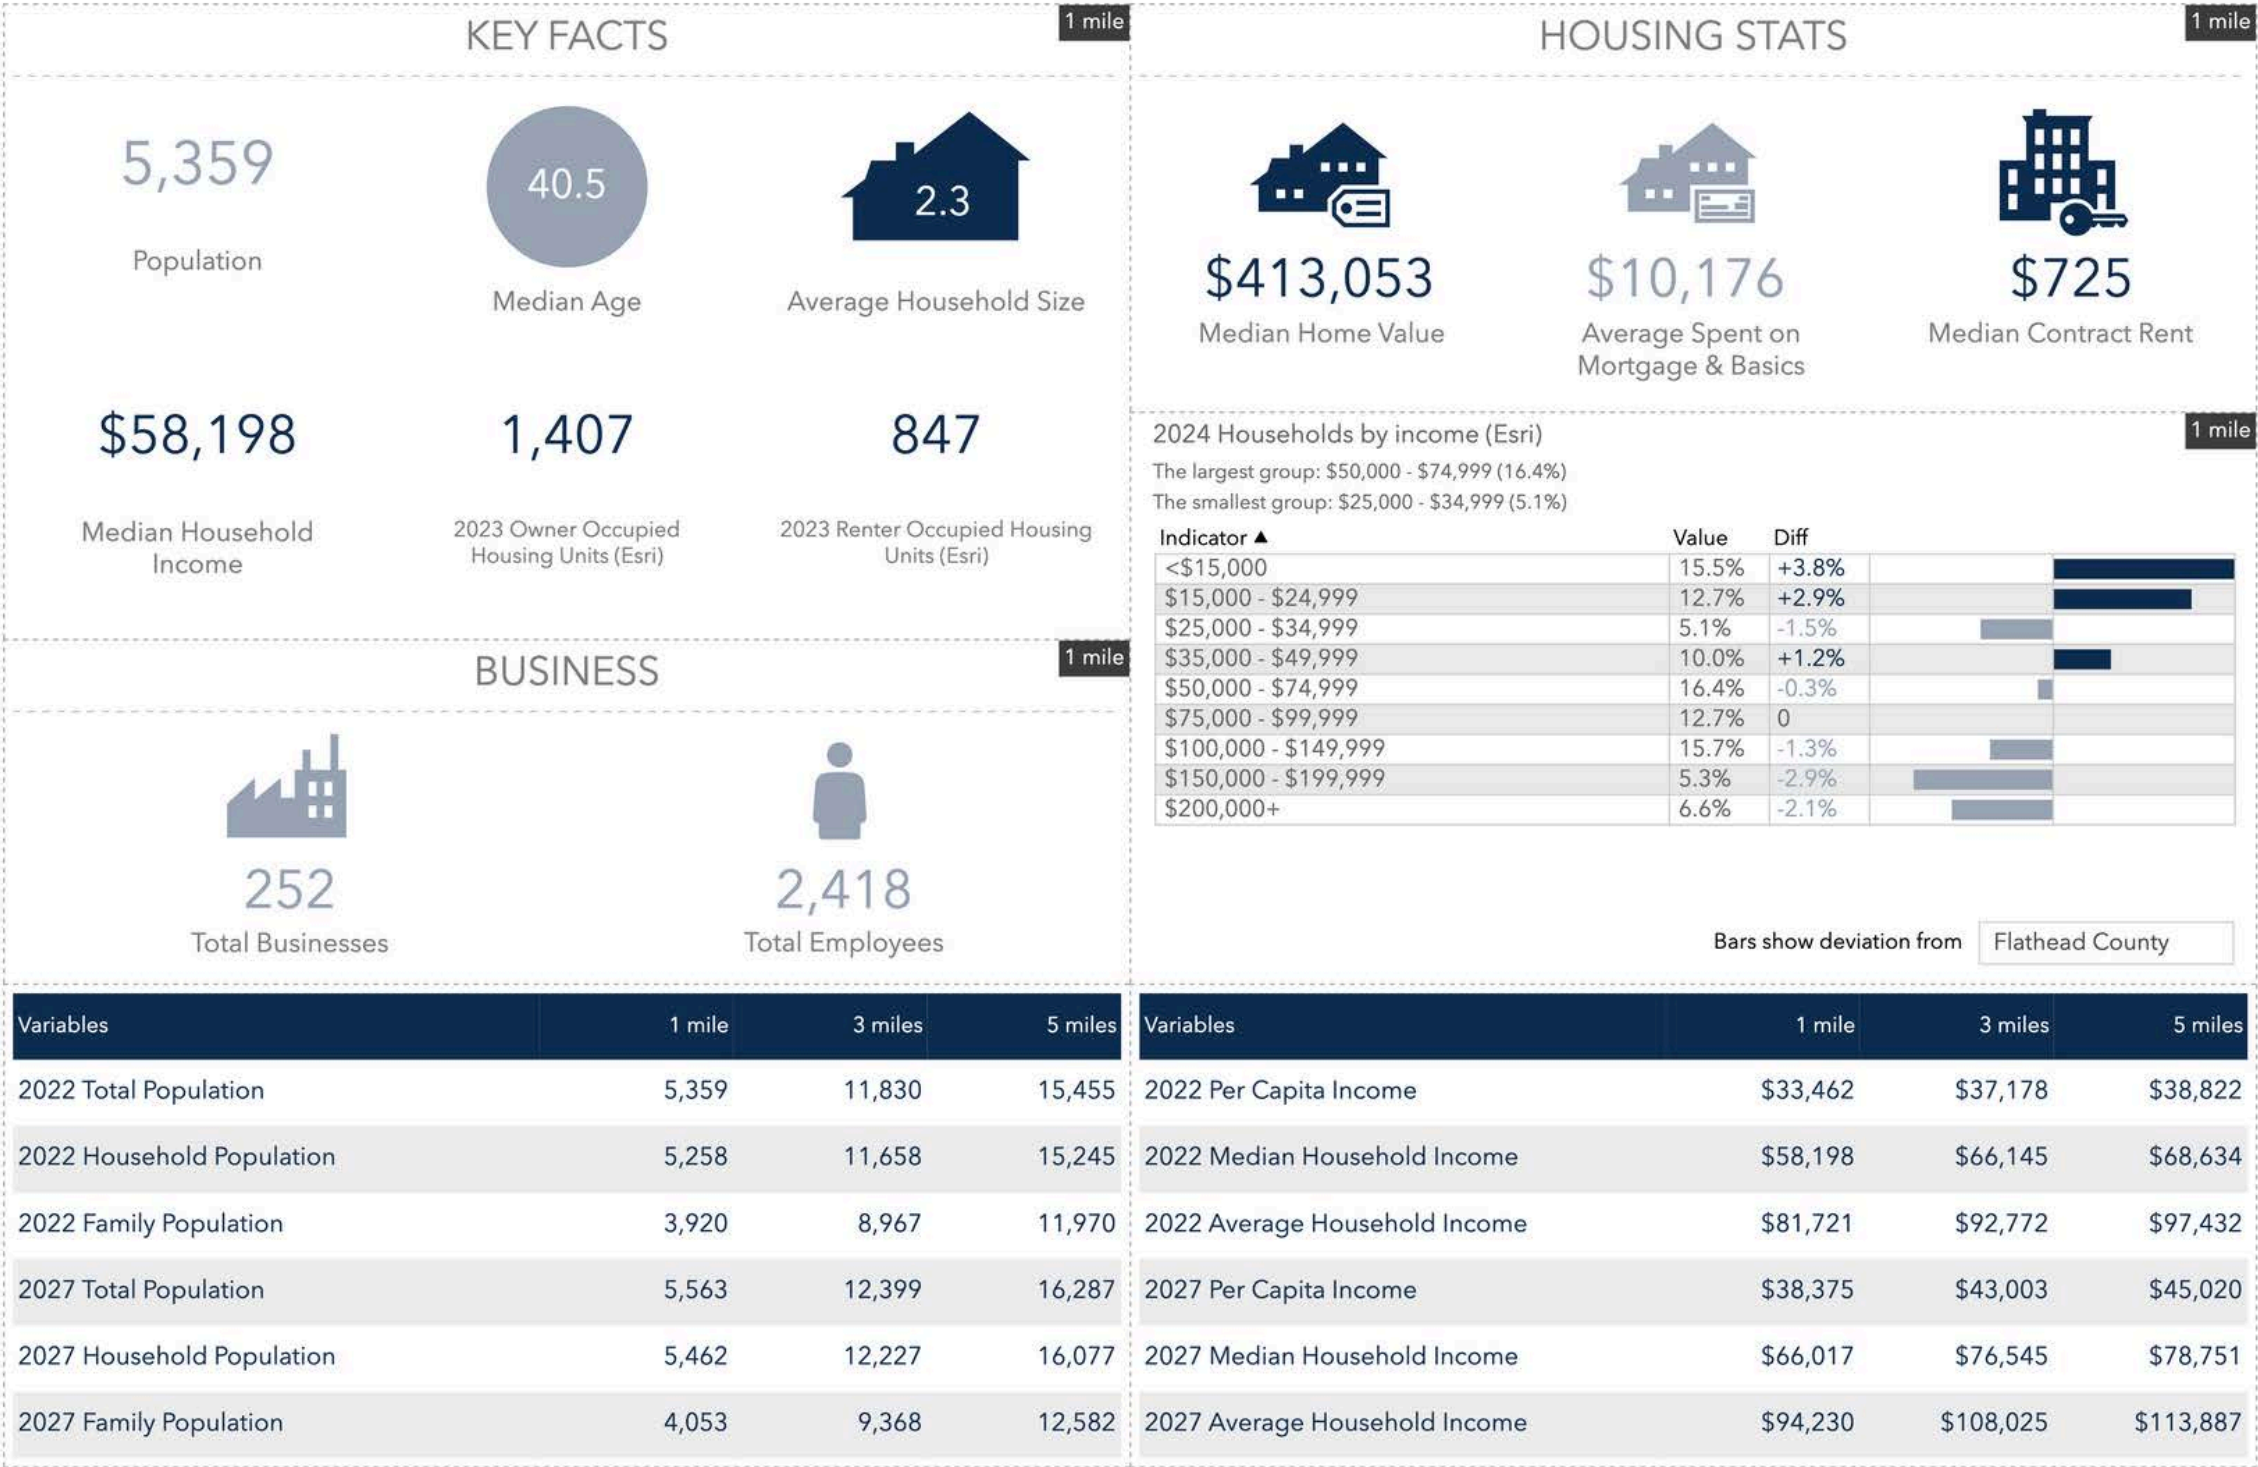 KEY FACTS
1 mile
5,359
Population
40.5
Median Age
2.3
Average Household Size
$58,198
Median Household
Income
1,407
2023 Owner Occupied
Housing Units (Esri)
847
2023 Renter Occupied Housing
Units (Esri)
HOUSING STATS
1 mile
$413,053
Median Home Value
$10,176
Average Spent on
Mortgage & Basics
$725
Median Contract Rent
BUSINESS
1 mile
252
Total Businesses
2,418
Total Employees
2024 Households by income (Esri)
1 mile
The largest group: $50,000 - $74,999 (16.4%)
The smallest group: $25,000 - $34,999 (5.1%)
Indicator ▲ Value Diff
<$15,000 15.5% +3.8%
$15,000 - $24,999 12.7% +2.9%
$25,000 - $34,999 5.1% -1.5%
$35,000 - $49,999 10.0% +1.2%
$50,000 - $74,999 16.4% -0.3%
$75,000 - $99,999 12.7% 0
$100,000 - $149,999 15.7% -1.3%
$150,000 - $199,999 5.3% -2.9%
$200,000+ 6.6% -2.1%
Bars show deviation from Flathead County
Variables 1 mile 3 miles 5 miles
2022 Total Population 5,359 11,830 15,455
2022 Household Population 5,258 11,658 15,245
2022 Family Population 3,920 8,967 11,970
2027 Total Population 5,563 12,399 16,287
2027 Household Population 5,462 12,227 16,077
2027 Family Population 4,053 9,368 12,582
Variables 1 mile 3 miles 5 miles
2022 Per Capita Income $33,462 $37,178 $38,822
2022 Median Household Income $58,198 $66,145 $68,634
2022 Average Household Income $81,721 $92,772 $97,432
2027 Per Capita Income $38,375 $43,003 $45,020
2027 Median Household Income $66,017 $76,545 $78,751
2027 Average Household Income $94,230 $108,025 $113,887